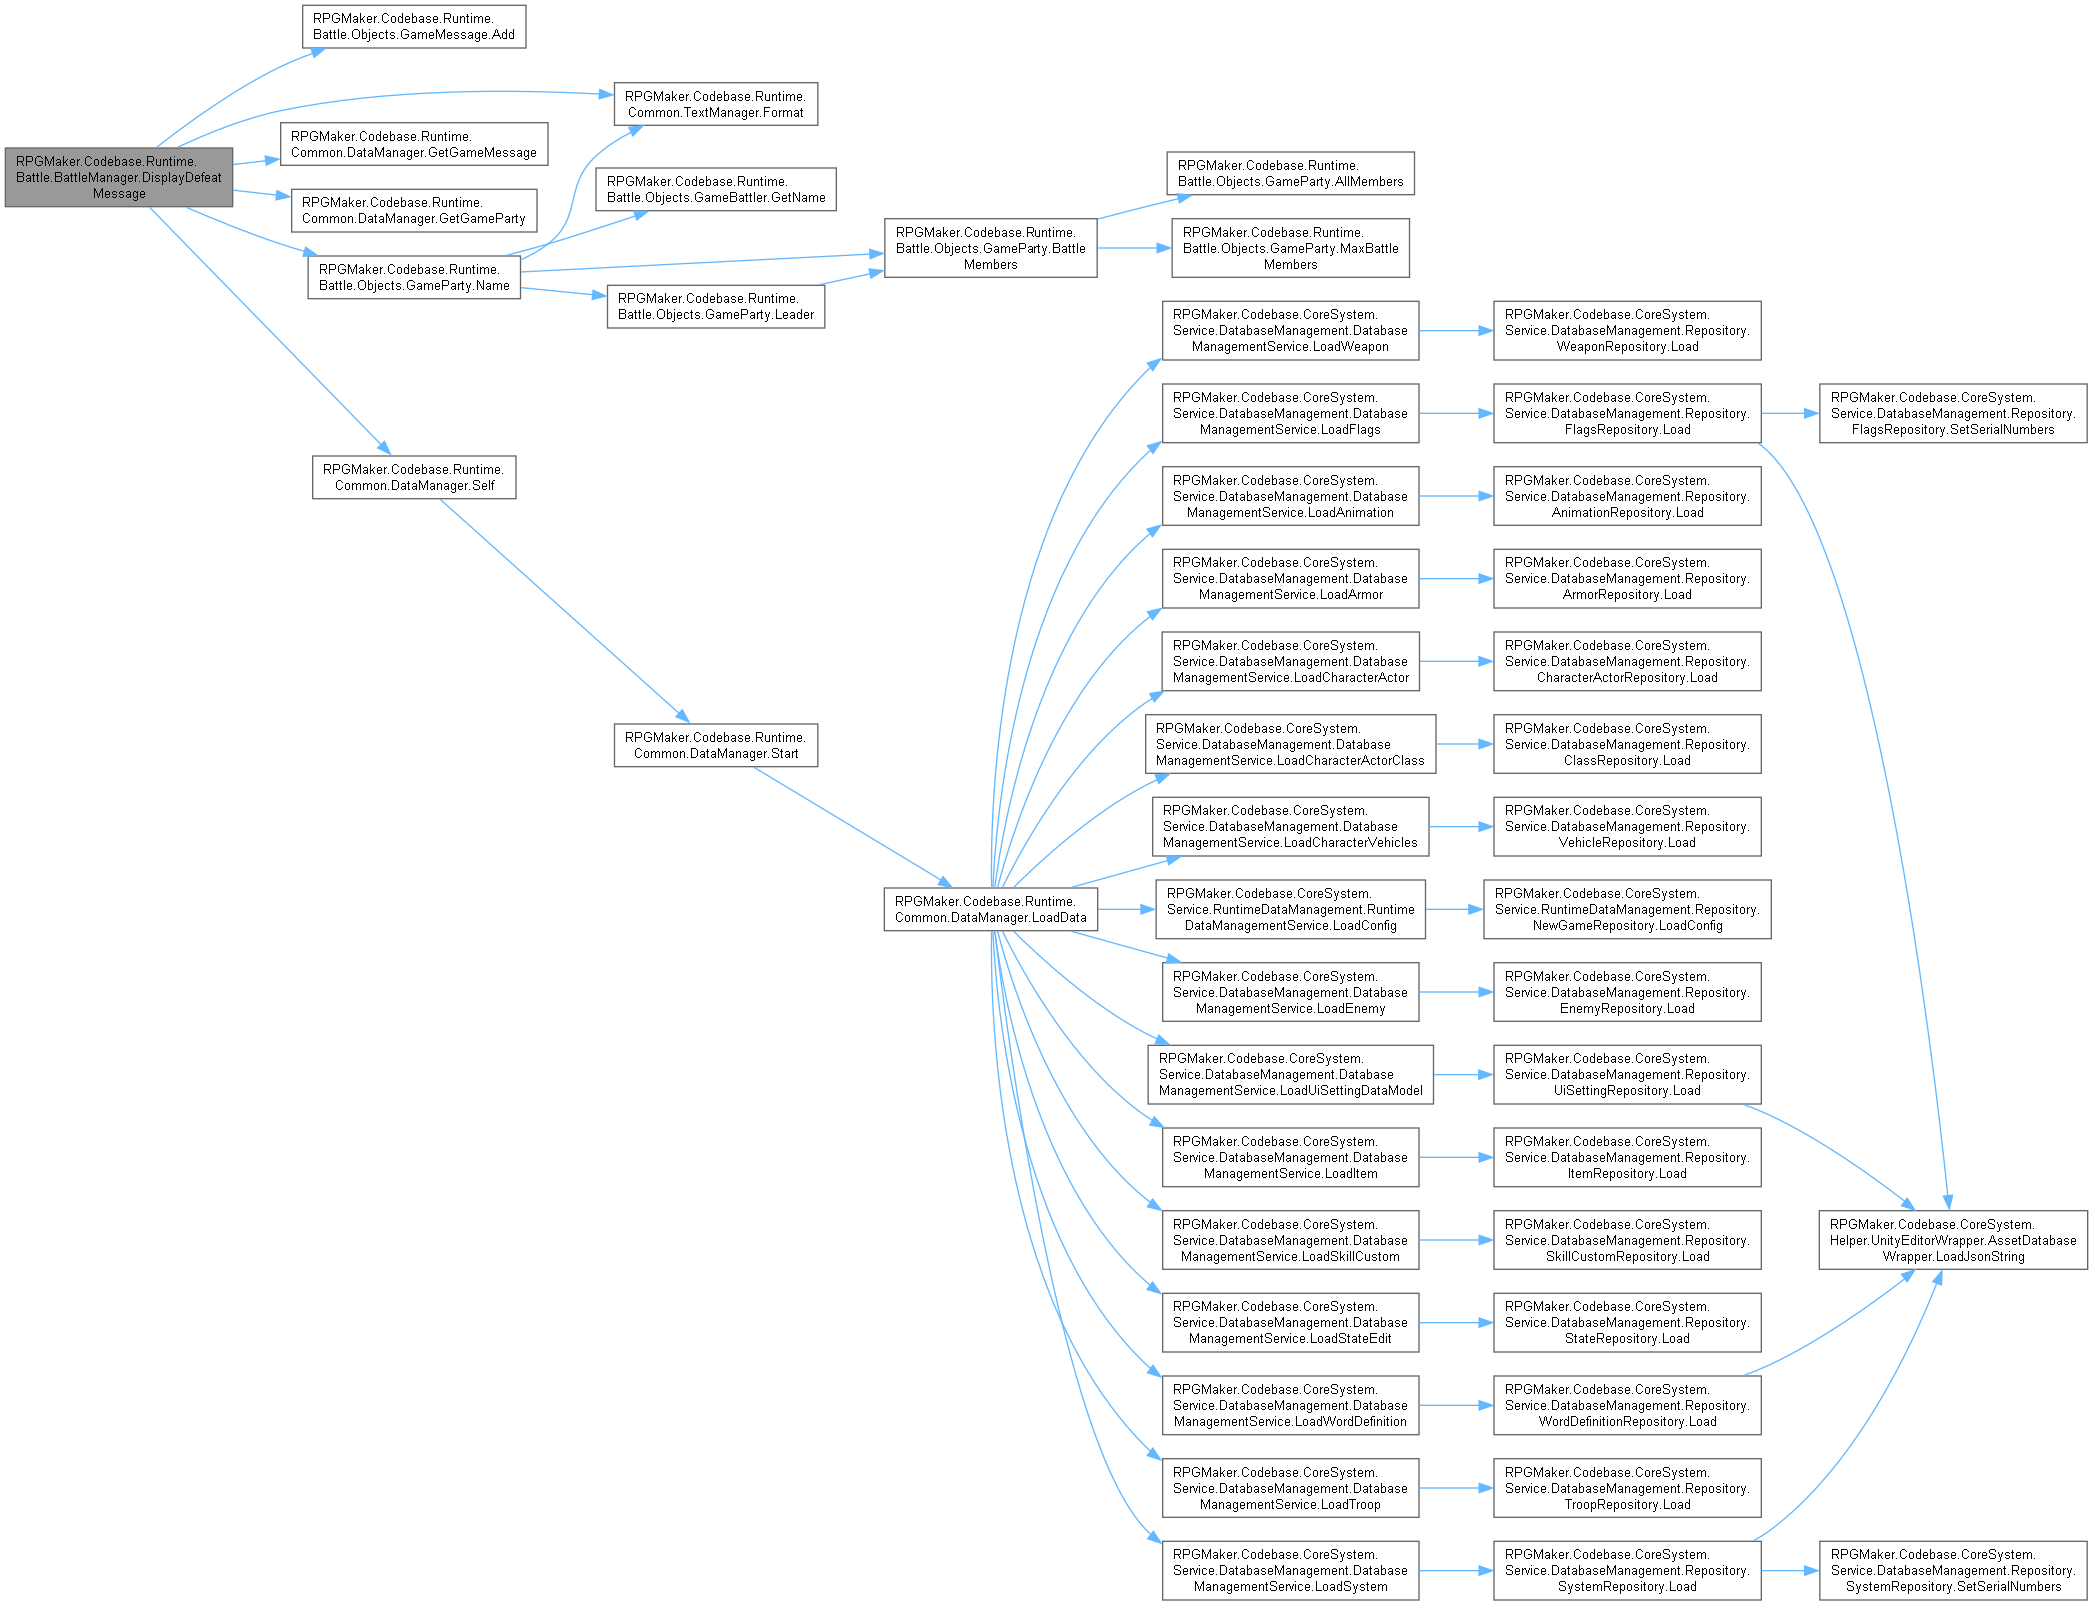 RPGMaker.Codebase.Runtime.
Battle.BattleManager.DisplayDefeat
Message
RPGMaker.Codebase.Runtime.
Battle.Objects.GameMessage.Add
RPGMaker.Codebase.Runtime.
Common.TextManager.Format
RPGMaker.Codebase.Runtime.
Common.DataManager.GetGameMessage
RPGMaker.Codebase.Runtime.
Common.DataManager.GetGameParty
RPGMaker.Codebase.Runtime.
Battle.Objects.GameParty.Name
RPGMaker.Codebase.Runtime.
Battle.Objects.GameBattler.GetName
RPGMaker.Codebase.Runtime.
Battle.Objects.GameParty.Leader
RPGMaker.Codebase.Runtime.
Battle.Objects.GameParty.Battle
Members
RPGMaker.Codebase.Runtime.
Battle.Objects.GameParty.AllMembers
RPGMaker.Codebase.Runtime.
Battle.Objects.GameParty.MaxBattle
Members
RPGMaker.Codebase.Runtime.
Common.DataManager.Self
RPGMaker.Codebase.Runtime.
Common.DataManager.Start
RPGMaker.Codebase.Runtime.
Common.DataManager.LoadData
RPGMaker.Codebase.CoreSystem.
Service.DatabaseManagement.Database
ManagementService.LoadWeapon
RPGMaker.Codebase.CoreSystem.
Service.DatabaseManagement.Repository.
WeaponRepository.Load
RPGMaker.Codebase.CoreSystem.
Service.DatabaseManagement.Database
ManagementService.LoadFlags
RPGMaker.Codebase.CoreSystem.
Service.DatabaseManagement.Repository.
FlagsRepository.Load
RPGMaker.Codebase.CoreSystem.
Service.DatabaseManagement.Repository.
FlagsRepository.SetSerialNumbers
RPGMaker.Codebase.CoreSystem.
Service.DatabaseManagement.Database
ManagementService.LoadAnimation
RPGMaker.Codebase.CoreSystem.
Service.DatabaseManagement.Repository.
AnimationRepository.Load
RPGMaker.Codebase.CoreSystem.
Service.DatabaseManagement.Database
ManagementService.LoadArmor
RPGMaker.Codebase.CoreSystem.
Service.DatabaseManagement.Repository.
ArmorRepository.Load
RPGMaker.Codebase.CoreSystem.
Service.DatabaseManagement.Database
ManagementService.LoadCharacterActor
RPGMaker.Codebase.CoreSystem.
Service.DatabaseManagement.Repository.
CharacterActorRepository.Load
RPGMaker.Codebase.CoreSystem.
Service.DatabaseManagement.Database
ManagementService.LoadCharacterActorClass
RPGMaker.Codebase.CoreSystem.
Service.DatabaseManagement.Repository.
ClassRepository.Load
RPGMaker.Codebase.CoreSystem.
Service.DatabaseManagement.Database
ManagementService.LoadCharacterVehicles
RPGMaker.Codebase.CoreSystem.
Service.DatabaseManagement.Repository.
VehicleRepository.Load
RPGMaker.Codebase.CoreSystem.
Service.RuntimeDataManagement.Runtime
DataManagementService.LoadConfig
RPGMaker.Codebase.CoreSystem.
Service.RuntimeDataManagement.Repository.
NewGameRepository.LoadConfig
RPGMaker.Codebase.CoreSystem.
Service.DatabaseManagement.Database
ManagementService.LoadEnemy
RPGMaker.Codebase.CoreSystem.
Service.DatabaseManagement.Repository.
EnemyRepository.Load
RPGMaker.Codebase.CoreSystem.
Service.DatabaseManagement.Database
ManagementService.LoadUiSettingDataModel
RPGMaker.Codebase.CoreSystem.
Service.DatabaseManagement.Repository.
UiSettingRepository.Load
RPGMaker.Codebase.CoreSystem.
Service.DatabaseManagement.Database
ManagementService.LoadItem
RPGMaker.Codebase.CoreSystem.
Service.DatabaseManagement.Repository.
ItemRepository.Load
RPGMaker.Codebase.CoreSystem.
Service.DatabaseManagement.Database
ManagementService.LoadSkillCustom
RPGMaker.Codebase.CoreSystem.
Service.DatabaseManagement.Repository.
SkillCustomRepository.Load
RPGMaker.Codebase.CoreSystem.
Helper.UnityEditorWrapper.AssetDatabase
Wrapper.LoadJsonString
RPGMaker.Codebase.CoreSystem.
Service.DatabaseManagement.Database
ManagementService.LoadStateEdit
RPGMaker.Codebase.CoreSystem.
Service.DatabaseManagement.Repository.
StateRepository.Load
RPGMaker.Codebase.CoreSystem.
Service.DatabaseManagement.Database
ManagementService.LoadWordDefinition
RPGMaker.Codebase.CoreSystem.
Service.DatabaseManagement.Repository.
WordDefinitionRepository.Load
RPGMaker.Codebase.CoreSystem.
Service.DatabaseManagement.Database
ManagementService.LoadTroop
RPGMaker.Codebase.CoreSystem.
Service.DatabaseManagement.Repository.
TroopRepository.Load
RPGMaker.Codebase.CoreSystem.
Service.DatabaseManagement.Database
ManagementService.LoadSystem
RPGMaker.Codebase.CoreSystem.
Service.DatabaseManagement.Repository.
SystemRepository.Load
RPGMaker.Codebase.CoreSystem.
Service.DatabaseManagement.Repository.
SystemRepository.SetSerialNumbers